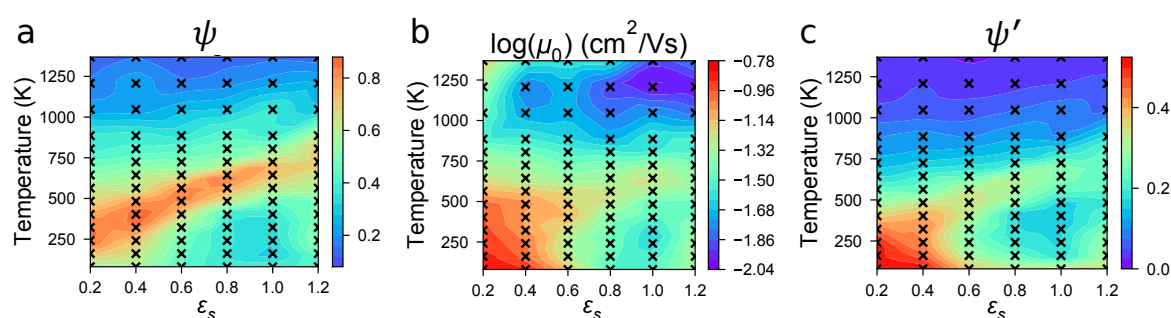 a
ψ
Temperature (K)
1250
1000
750
500
250
0.2 0.4 0.6 0.8 1.0 1.2
εs
0.8
0.6
0.4
0.2
b
log(μ0) (cm²/Vs)
Temperature (K)
1250
1000
750
500
250
0.2 0.4 0.6 0.8 1.0 1.2
εs
−0.78
−0.96
−1.14
−1.32
−1.50
−1.68
−1.86
−2.04
c
ψ′
Temperature (K)
1250
1000
750
500
250
0.2 0.4 0.6 0.8 1.0 1.2
εs
0.4
0.2
0.0